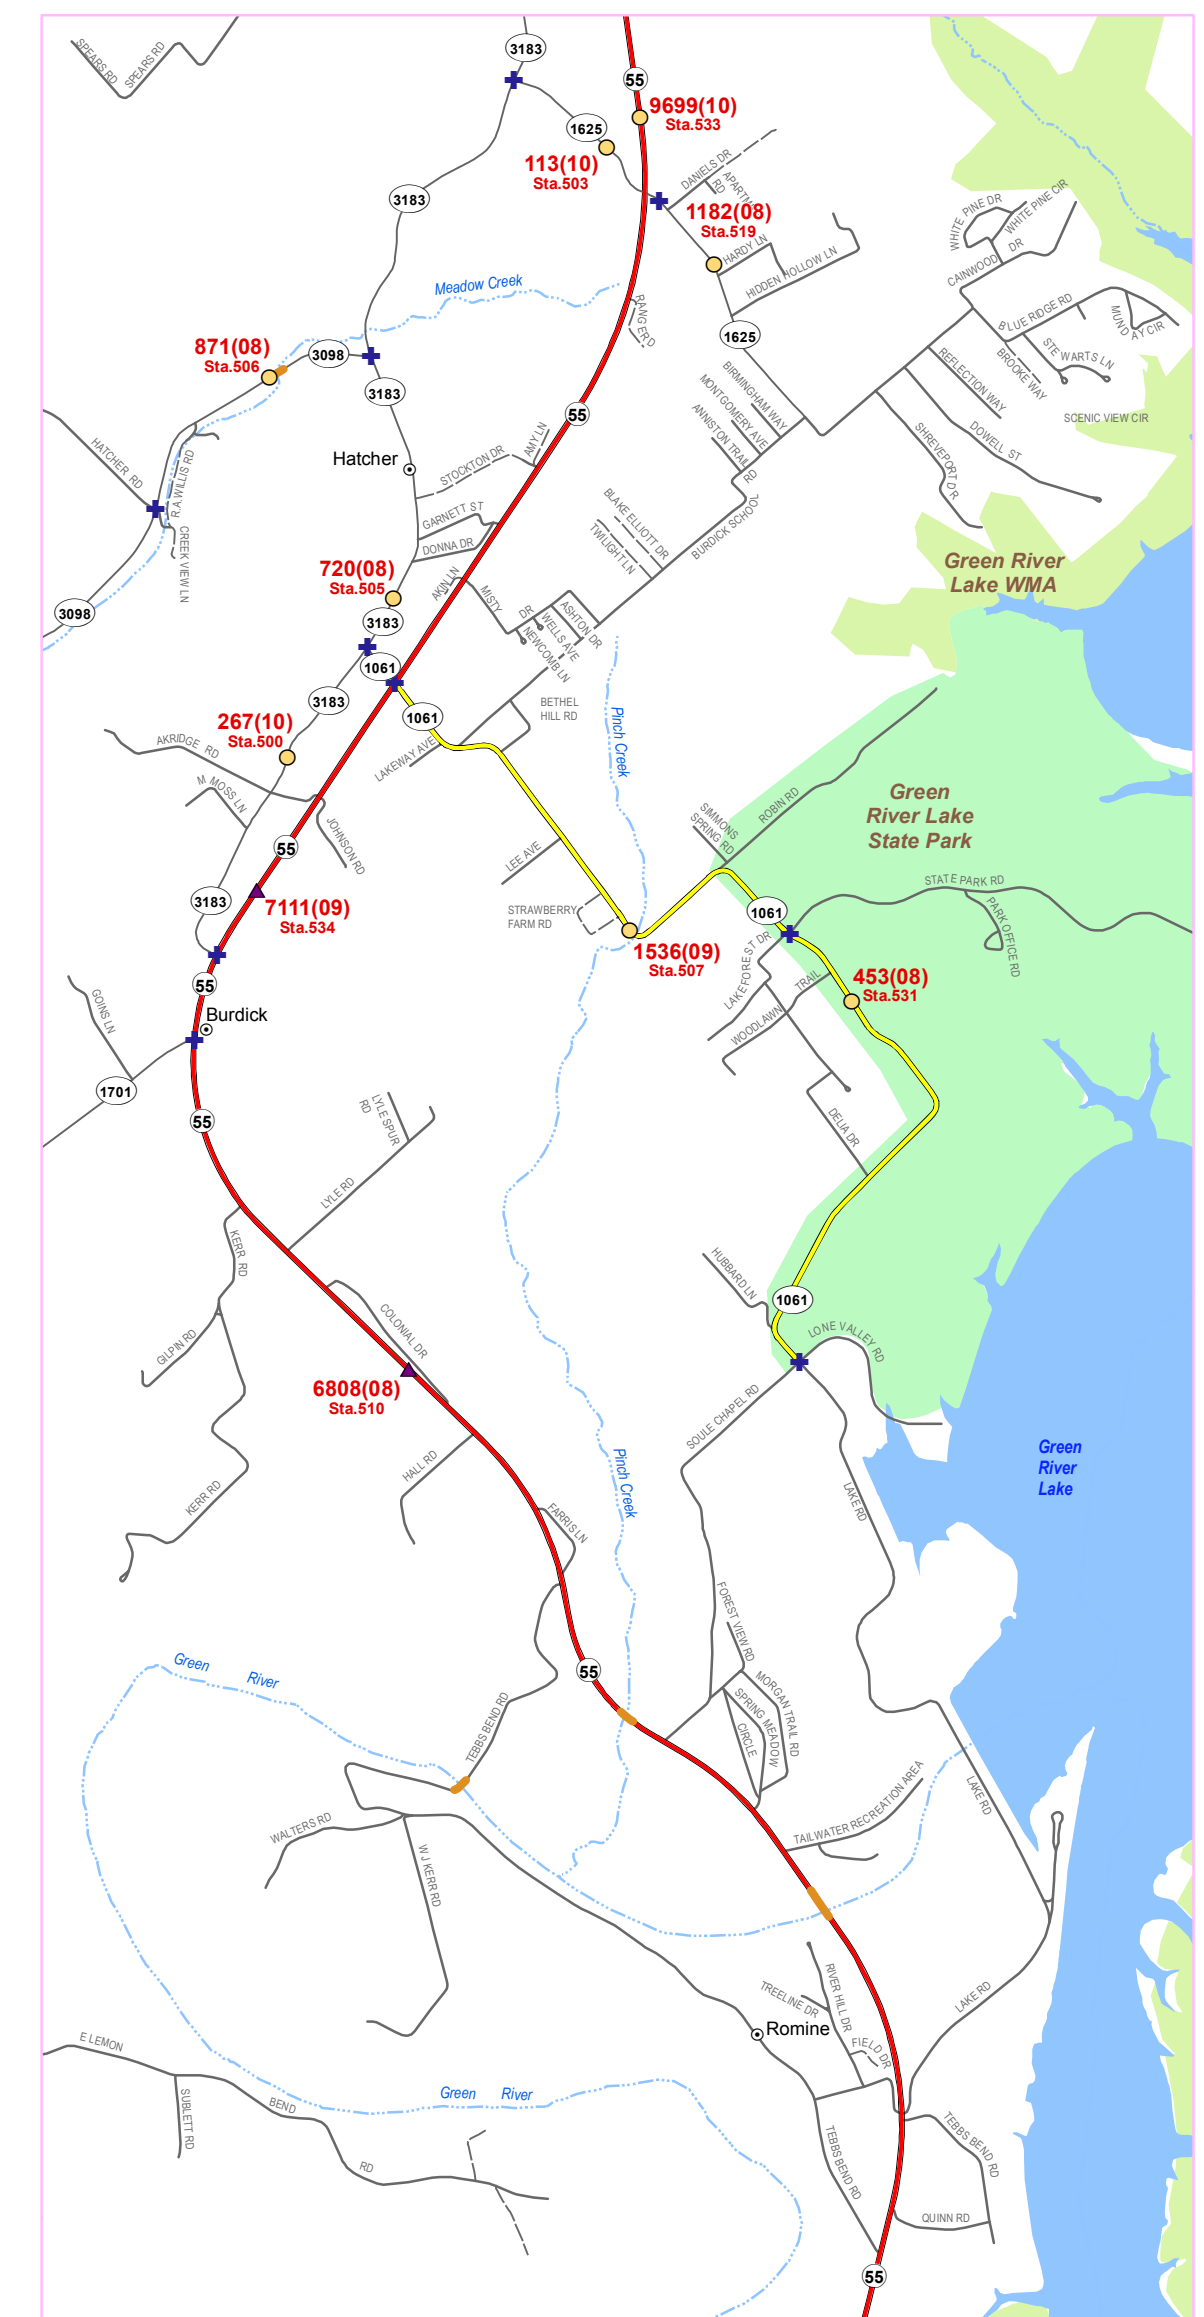 SPEARS RD
SPEARS RD
3183
55
9699(10)
Sta.533
1625
113(10)
Sta.503
DANIELS DR
RD
3183
1182(08)
Sta.519
HARDY LN
HIDDEN HOLLOW LN
WHITE PINE DR
WHITE PINE CIR
CAINWOOD
DR
Meadow Creek
RANGER D
1625
BLUE RIDGE RD
MUND
AY CIR
STEWARTS LN
BROOKE WAY
REFLECTION WAY
SCENIC VIEW CIR
871(08)
Sta.506
3098
3183
55
BIRMINGHAM WAY
MONTGOMERY AVE
ANNISTON TRAIL
RD
SHREVEPORT DR
DOWELL ST
HATCHER RD
R.A.WILLIS RD
CREEK VIEW LN
Hatcher
STOCKTON DR
AMY LN
GARNETT ST
DONNA DR
BLAKE ELLIOTT DR
TWILIGHT LN
BURDICK SCHOOL
Green River
Lake WMA
3098
720(08)
Sta.505
3183
AKIN LN
MISTY
DR
ASHTON DR
WELLS AVE
NEWCOMB LN
1061
3183
1061
BETHEL
HILL RD
LAKEWAY AVE
Pinch Creek
267(10)
Sta.500
AKRIDGE RD
M. MOSS LN
JOHNSON RD
55
SIMMONS
SPRING RD
ROBIN RD
Green
River Lake
State Park
LEE AVE
3183
7111(09)
Sta.534
STRAWBERRY
FARM RD
1536(09)
Sta.507
1061
STATE PARK RD
PARK OFFICE RD
LAKEFOREST DR
TRAIL
WOODLAWN
453(08)
Sta.531
55
GOINS LN
Burdick
1701
55
LYLE SPUR
RD
LYLE RD
DELIA DR
KERR RD
GILPIN RD
COLONIAL DR
HUBBARD LN
1061
LONE VALLEY RD
6808(08)
Sta.510
SOULE CHAPEL RD
HALL RD
KERR RD
Pinch Creek
LAKE RD
Green
River
Lake
FARRIS LN
FOREST VIEW RD
Green
River
55
MORGAN TRAIL RD
SPRING MEADOW
CIRCLE
TEBBS BEND RD
LAKE RD
TAILWATER RECREATION AREA
WALTERS RD
W J KERR RD
RIVER HILL DR
TREELINE DR
LAKE RD
Romine
FIELD DR
E LEMON
BEND
RD
SUBLETT RD
Green
River
TEBBS BEND RD
TEBBS BEND RD
QUINN RD
55